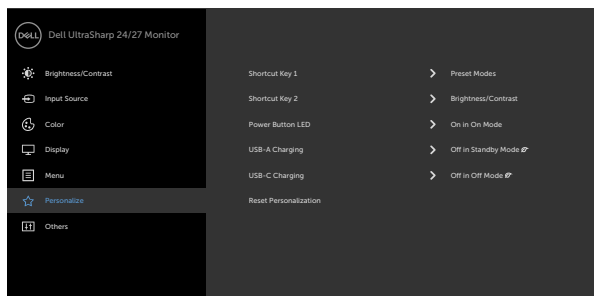 DELL
Dell UltraSharp 24/27 Monitor
Brightness/Contrast
Shortcut Key 1 Preset Modes
Input Source
Shortcut Key 2 Brightness/Contrast
Color
Power Button LED On in On Mode
Display
USB-A Charging Off in Standby Mode
Menu
USB-C Charging Off in Off Mode
Personalize
Reset Personalization
Others